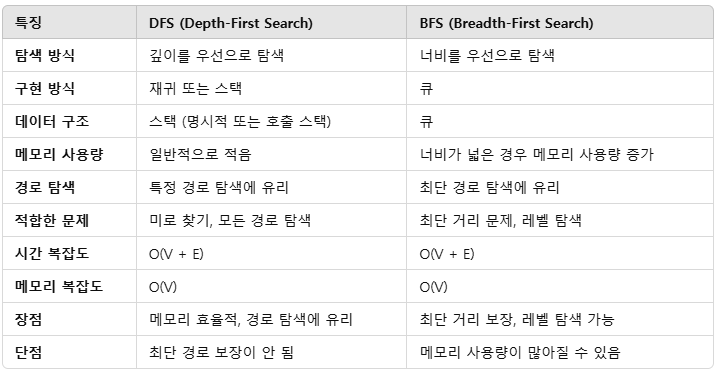 특징 DFS (Depth-First Search) BFS (Breadth-First Search)
탐색 방식 깊이를 우선으로 탐색 너비를 우선으로 탐색
구현 방식 재귀 또는 스택 큐
데이터 구조 스택 (명시적 또는 호출 스택) 큐
메모리 사용량 일반적으로 적음 너비가 넓은 경우 메모리 사용량 증가
경로 탐색 특정 경로 탐색에 유리 최단 경로 탐색에 유리
적합한 문제 미로 찾기, 모든 경로 탐색 최단 거리 문제, 레벨 탐색
시간 복잡도 O(V + E) O(V + E)
메모리 복잡도 O(V) O(V)
장점 메모리 효율적, 경로 탐색에 유리 최단 거리 보장, 레벨 탐색 가능
단점 최단 경로 보장이 안 됨 메모리 사용량이 많아질 수 있음